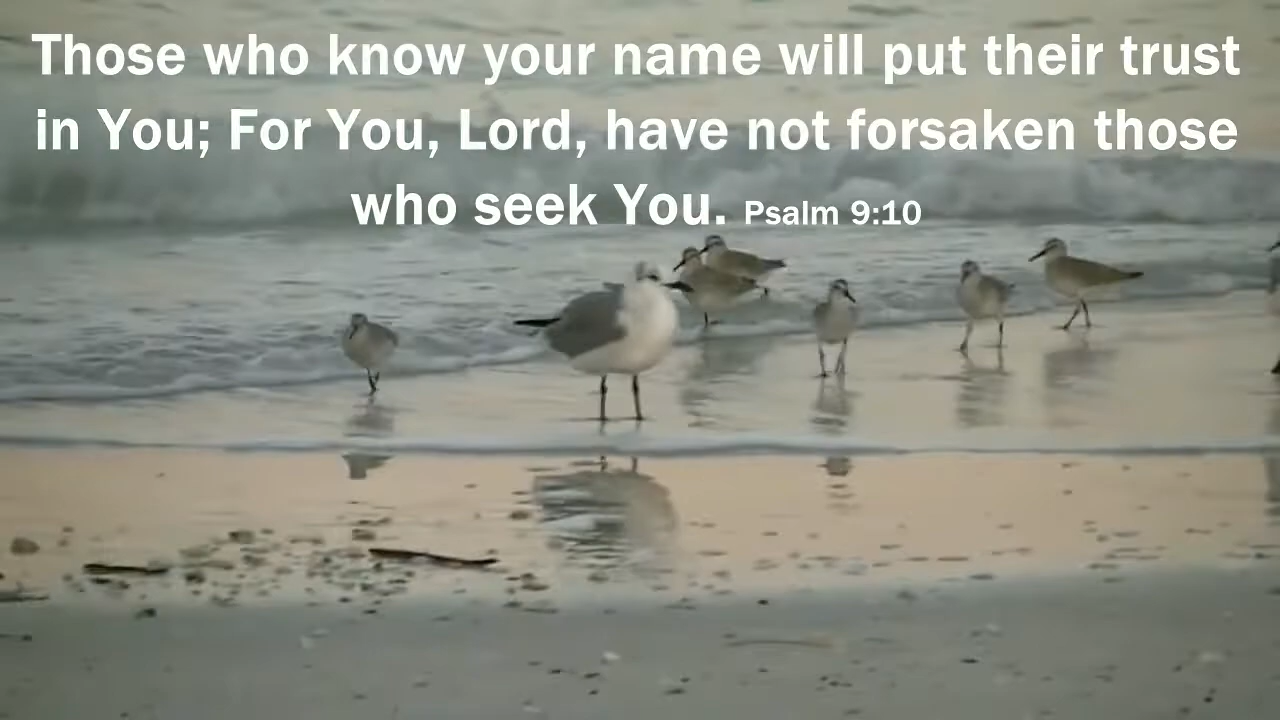 Those who know your name will put their trust
in You; For You, Lord, have not forsaken those
who seek You. Psalm 9:10